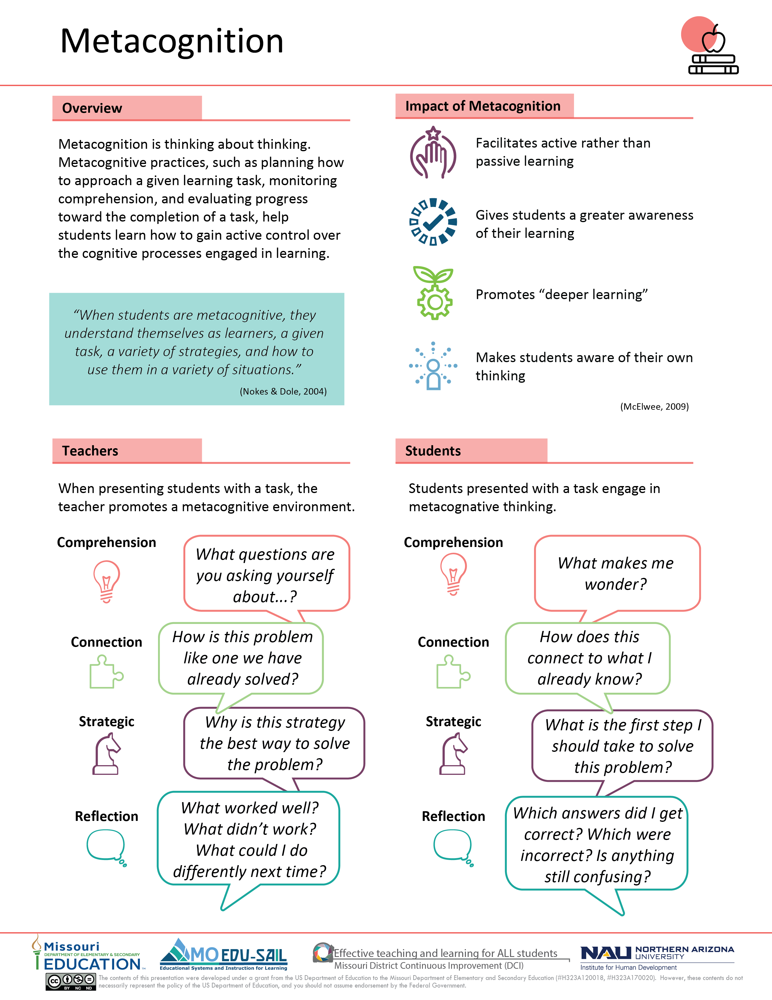 Metacognition
Overview
Metacognition is thinking about thinking.
Metacognitive practices, such as planning how
to approach a given learning task, monitoring
comprehension, and evaluating progress
toward the completion of a task, help
students learn how to gain active control over
the cognitive processes engaged in learning.
“When students are metacognitive, they
understand themselves as learners, a given
task, a variety of strategies, and how to
use them in a variety of situations.”
(Nokes & Dole, 2004)
Impact of Metacognition
Facilitates active rather than
passive learning
Gives students a greater awareness
of their learning
Promotes “deeper learning”
Makes students aware of their own
thinking
(McElwee, 2009)
Teachers
When presenting students with a task, the
teacher promotes a metacognitive environment.
Comprehension
What questions are
you asking yourself
about...?
Connection
How is this problem
like one we have
already solved?
Strategic
Why is this strategy
the best way to solve
the problem?
Reflection
What worked well?
What didn’t work?
What could I do
differently next time?
Students
Students presented with a task engage in
metacognative thinking.
Comprehension
What makes me
wonder?
Connection
How does this
connect to what I
already know?
Strategic
What is the first step I
should take to solve
this problem?
Reflection
Which answers did I get
correct? Which were
incorrect? Is anything
still confusing?
Missouri
DEPARTMENT OF ELEMENTARY & SECONDARY
EDUCATION™
MO EDU-SAIL
Educational Systems and Instruction for Learning
Effective teaching and learning for ALL students
Missouri District Continuous Improvement (DCI)
NAU NORTHERN ARIZONA
UNIVERSITY
Institute for Human Development
cc BY NC ND
The contents of this presentation were developed under a grant from the US Department of Education to the Missouri Department of Elementary and Secondary Education (#H323A120018, #H323A170020). However, these contents do not
necessarily represent the policy of the US Department of Education, and you should not assume endorsement by the Federal Government.